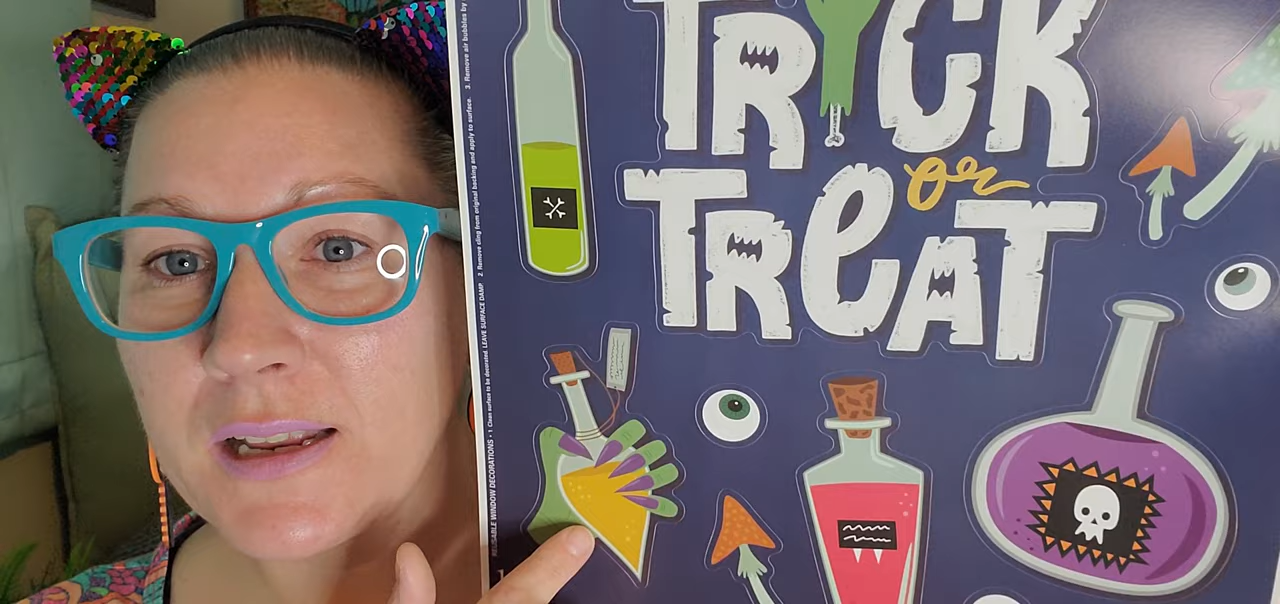 TRICK
or
TREAT
REUSABLE WINDOW DECORATIONS • 1. Clean surface to be decorated. LEAVE SURFACE DAMP. 2. Remove cling from original backing and apply to surface. 3. Remove air bubbles by